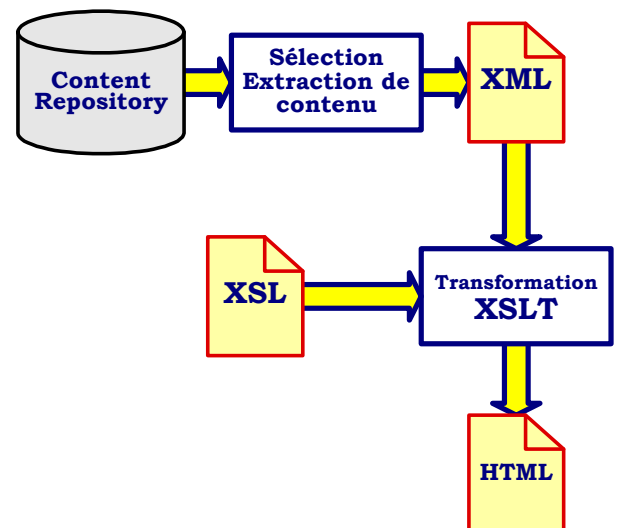 Content
Repository
Sélection
Extraction de
contenu
XML
XSL
Transformation
XSLT
HTML